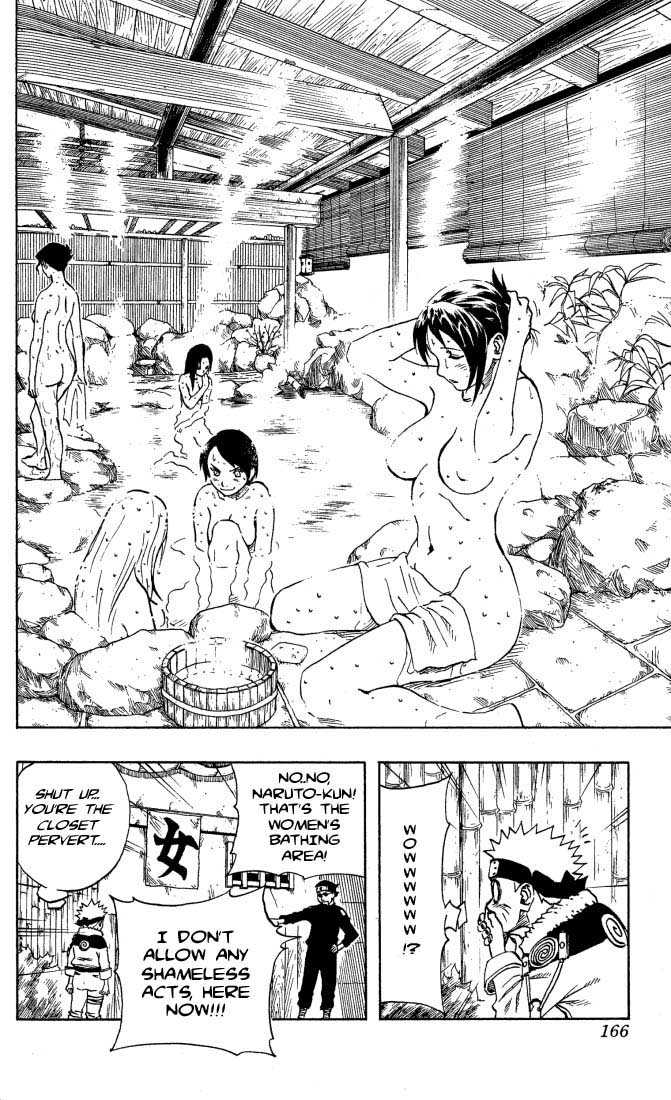 W
O
W
W
W
W
W
W
W
!?
NO..NO,
NARUTO-KUN!
THAT'S THE
WOMEN'S
BATHING
AREA!
女
I DON'T
ALLOW ANY
SHAMELESS
ACTS, HERE
NOW!!!
SHUT UP...
YOU'RE THE
CLOSET
PERVERT....
166